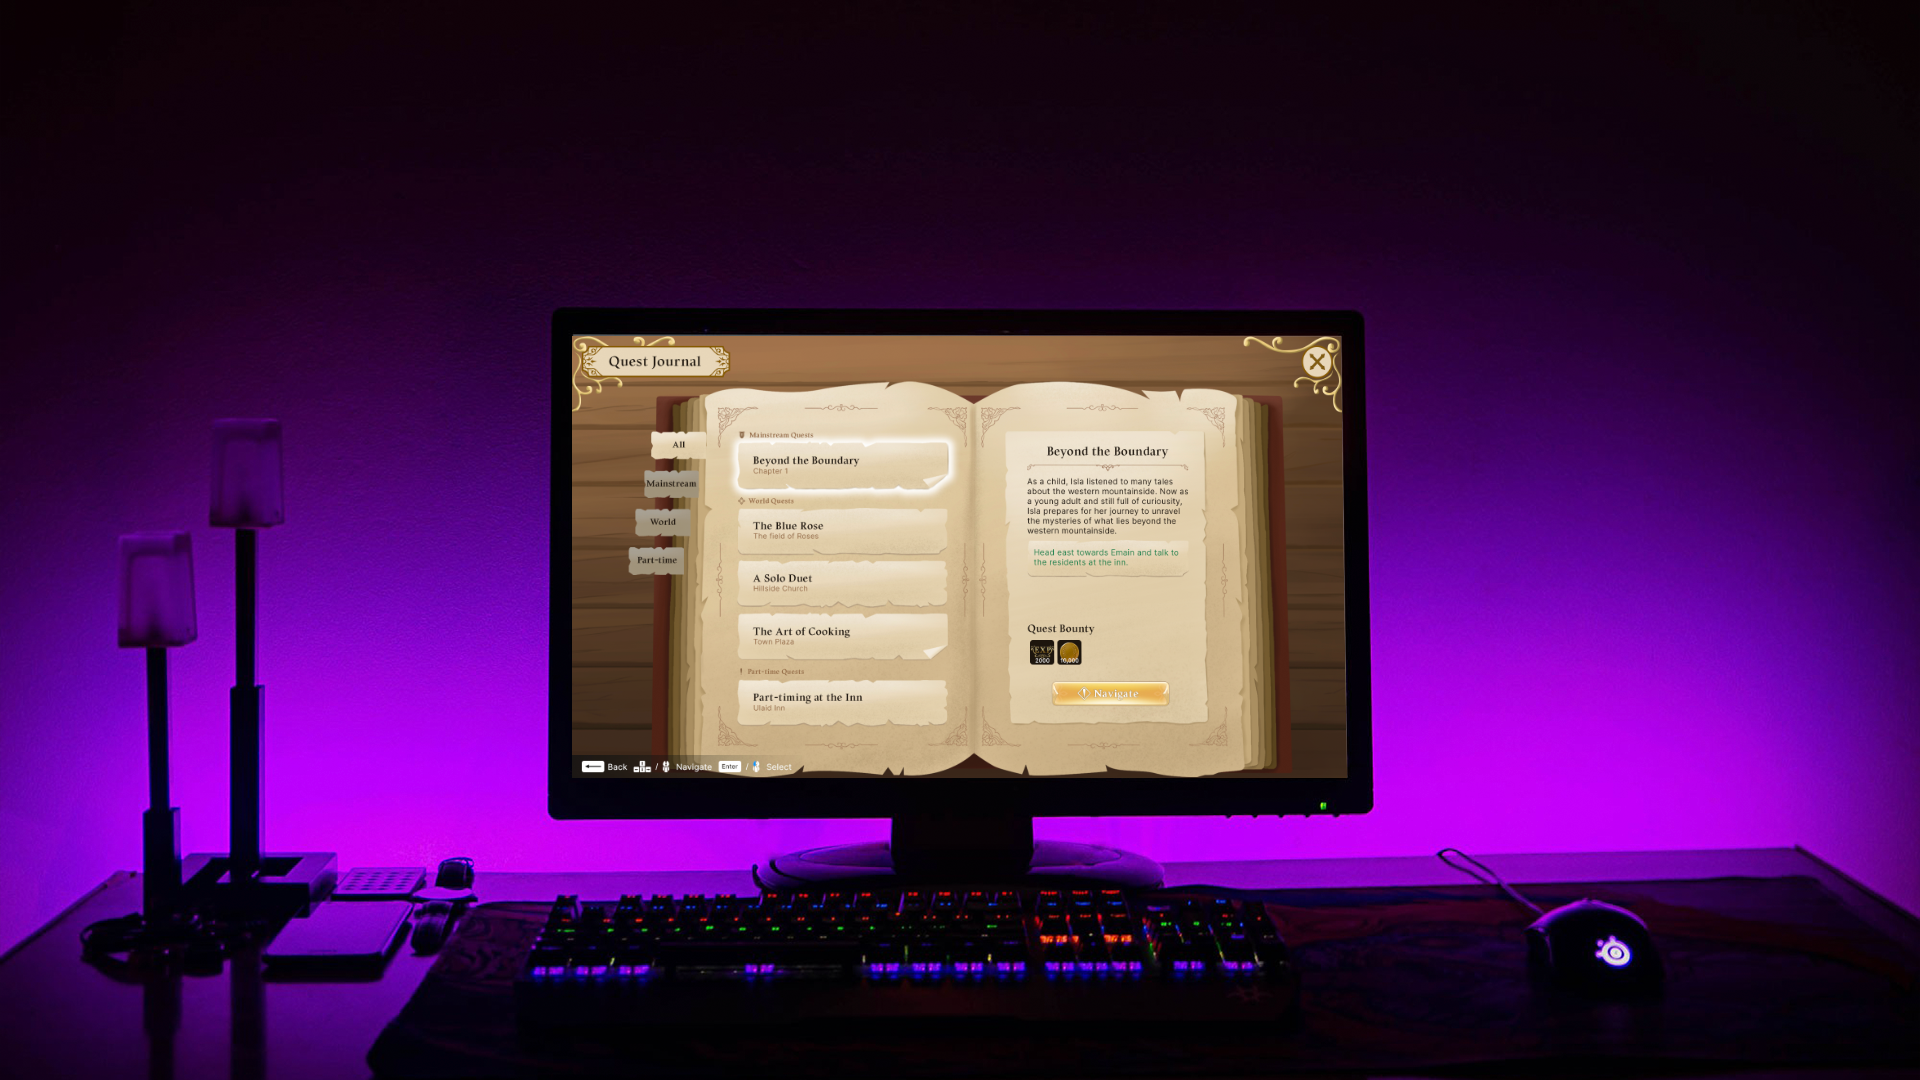 Quest Journal
All
Mainstream
World
Part-time
Mainstream Quests
Beyond the Boundary
Chapter 1
World Quests
The Blue Rose
The field of Roses
A Solo Duet
Hillside Church
The Art of Cooking
Town Plaza
Part-time Quests
Part-timing at the Inn
Ulaid Inn
Beyond the Boundary
As a child, Isla listened to many tales
about the western mountainside. Now as
a young adult and still full of curiousity,
Isla prepares for her journey to unravel
the mysteries of what lies beyond the
western mountainside.
Head east towards Emain and talk to
the residents at the inn.
Quest Bounty
EXP
2000
10,000
Navigate
Back / Navigate Enter / Select